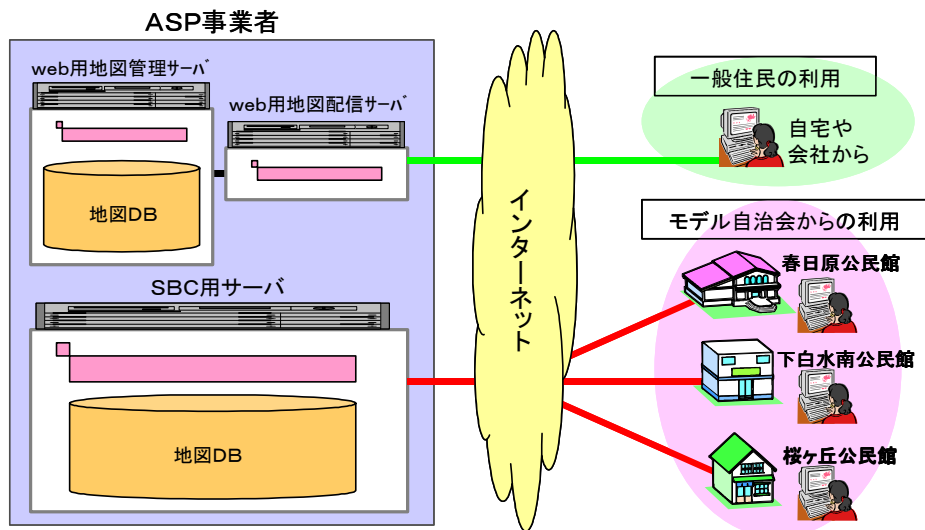 ASP事業者
web用地図管理サーバ
web用地図配信サーバ
地図DB
SBC用サーバ
地図DB
インターネット
一般住民の利用
自宅や
会社から
モデル自治会からの利用
春日原公民館
下白水南公民館
桜ヶ丘公民館